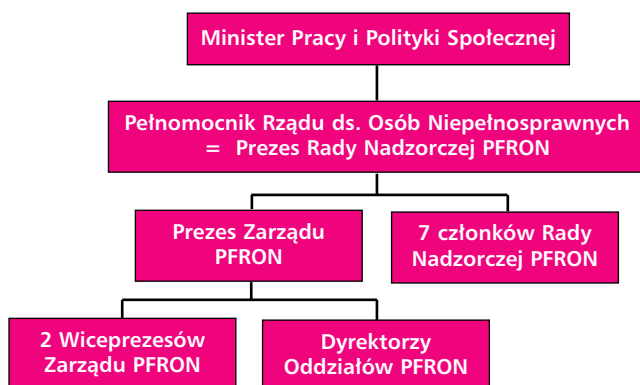 Minister Pracy i Polityki Społecznej
Pełnomocnik Rządu ds. Osób Niepełnosprawnych
= Prezes Rady Nadzorczej PFRON
Prezes Zarządu
PFRON
7 członków Rady
Nadzorczej PFRON
2 Wiceprezesów
Zarządu PFRON
Dyrektorzy
Oddziałów PFRON